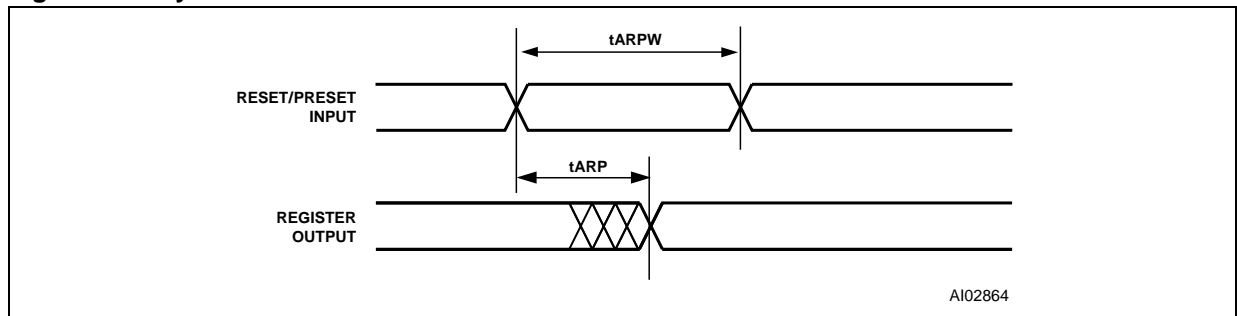 tARPW
RESET/PRESET
INPUT
tARP
REGISTER
OUTPUT
AI02864